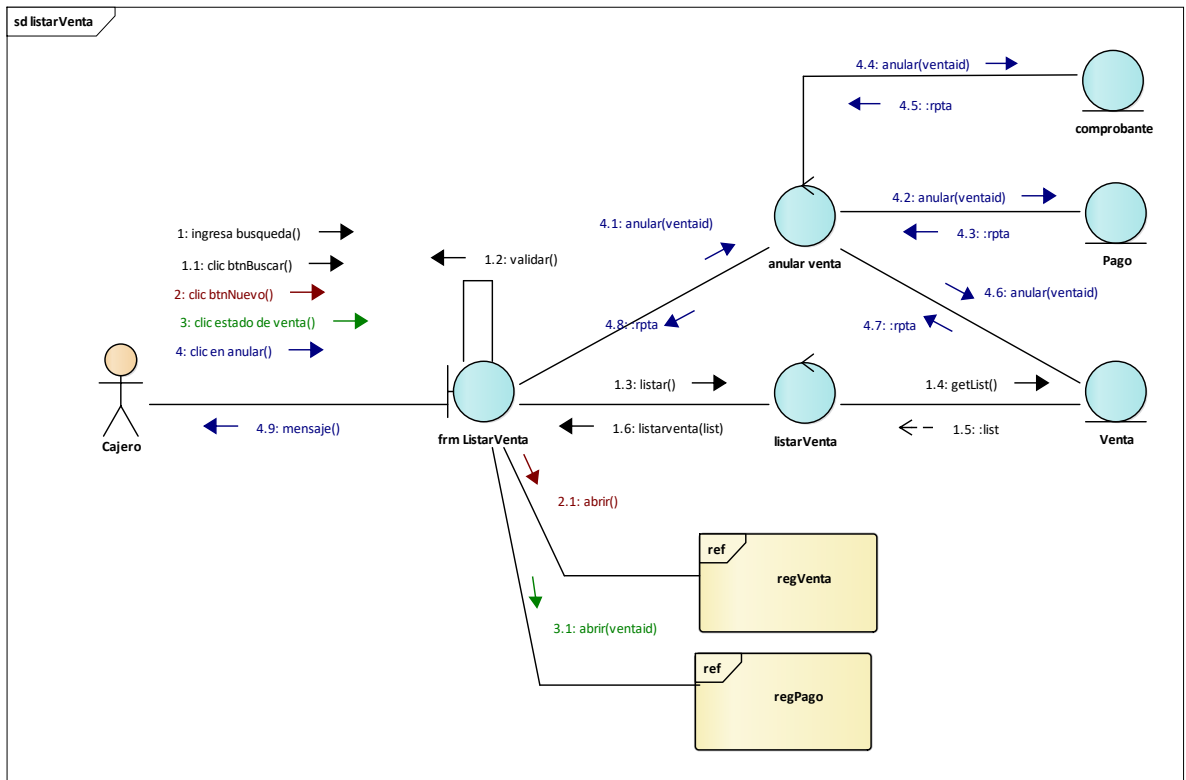 sd listarVenta
4.4: anular(ventaid)
4.5: :rpta
comprobante
4.2: anular(ventaid)
4.3: :rpta
Pago
4.1: anular(ventaid)
anular venta
1: ingresa busqueda()
1.1: clic btnBuscar()
1.2: validar()
2: clic btnNuevo()
3: clic estado de venta()
4: clic en anular()
4.6: anular(ventaid)
4.7: :rpta
4.8: :rpta
1.3: listar()
1.4: getList()
4.9: mensaje()
1.6: listarventa(list)
1.5: :list
Cajero
frm ListarVenta
listarVenta
Venta
2.1: abrir()
ref
regVenta
3.1: abrir(ventaid)
ref
regPago